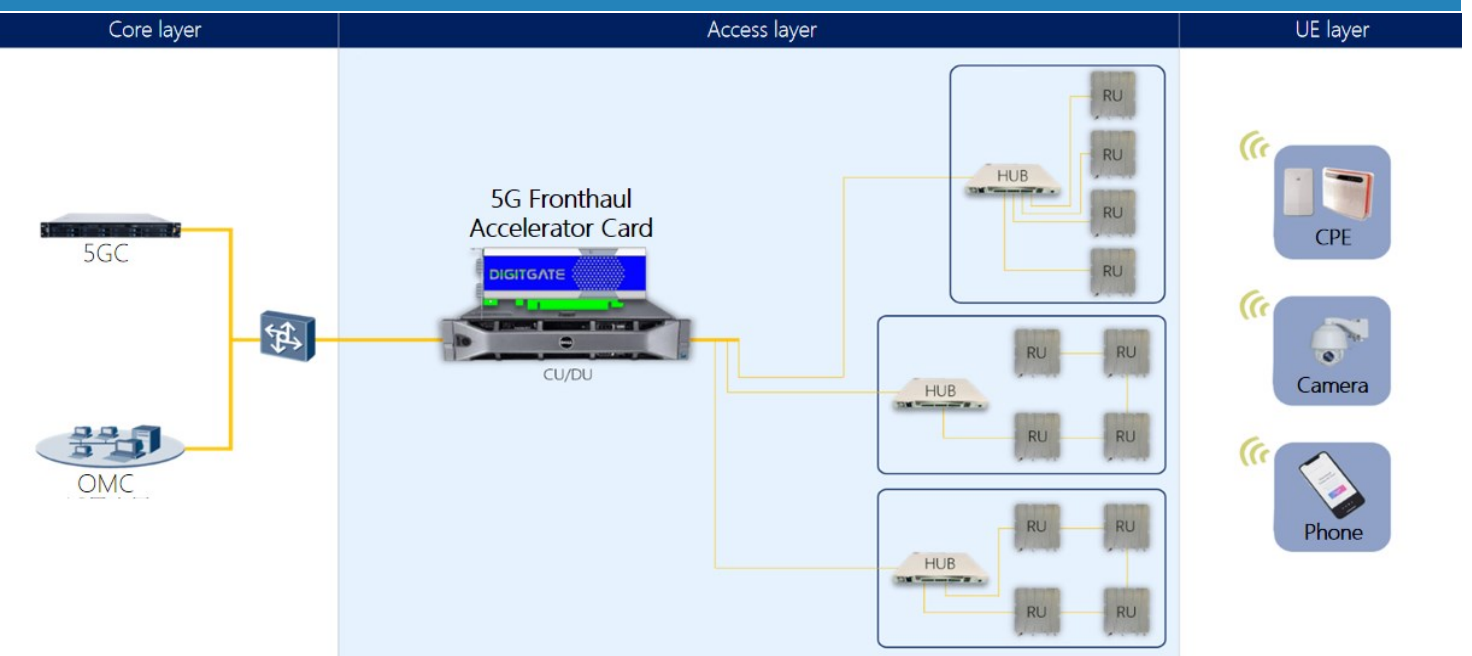 Core layer
Access layer
UE layer
5GC
OMC
5G Fronthaul
Accelerator Card
DIGITGATE
CU/DU
HUB
RU
RU
RU
RU
HUB
RU
RU
RU
RU
HUB
RU
RU
RU
RU
CPE
Camera
Phone